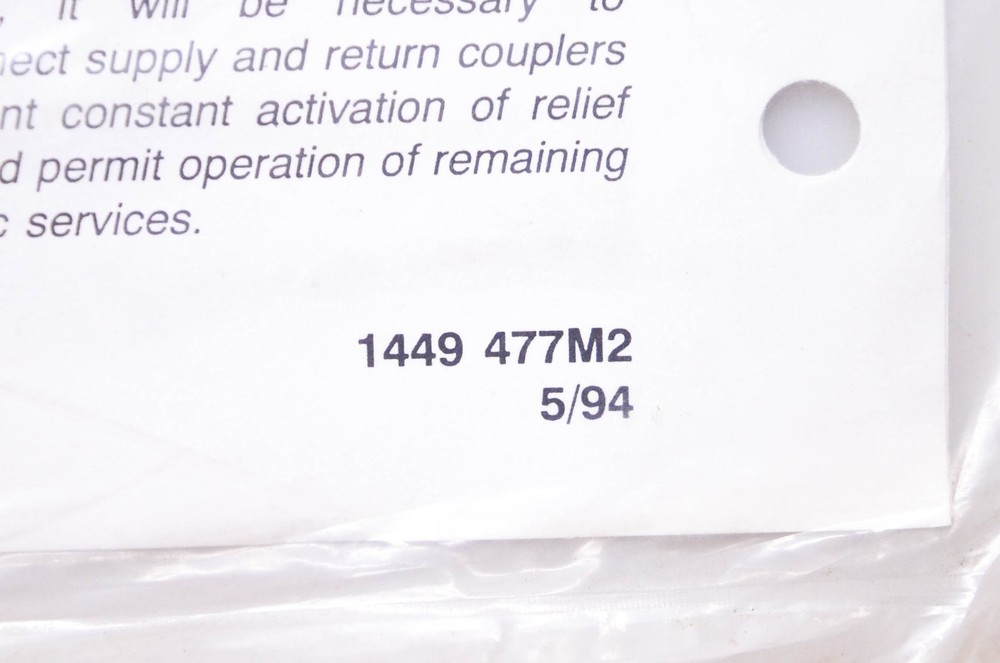 , it will be necessary to
nect supply and return couplers
nt constant activation of relief
d permit operation of remaining
c services.
1449 477M2
5/94